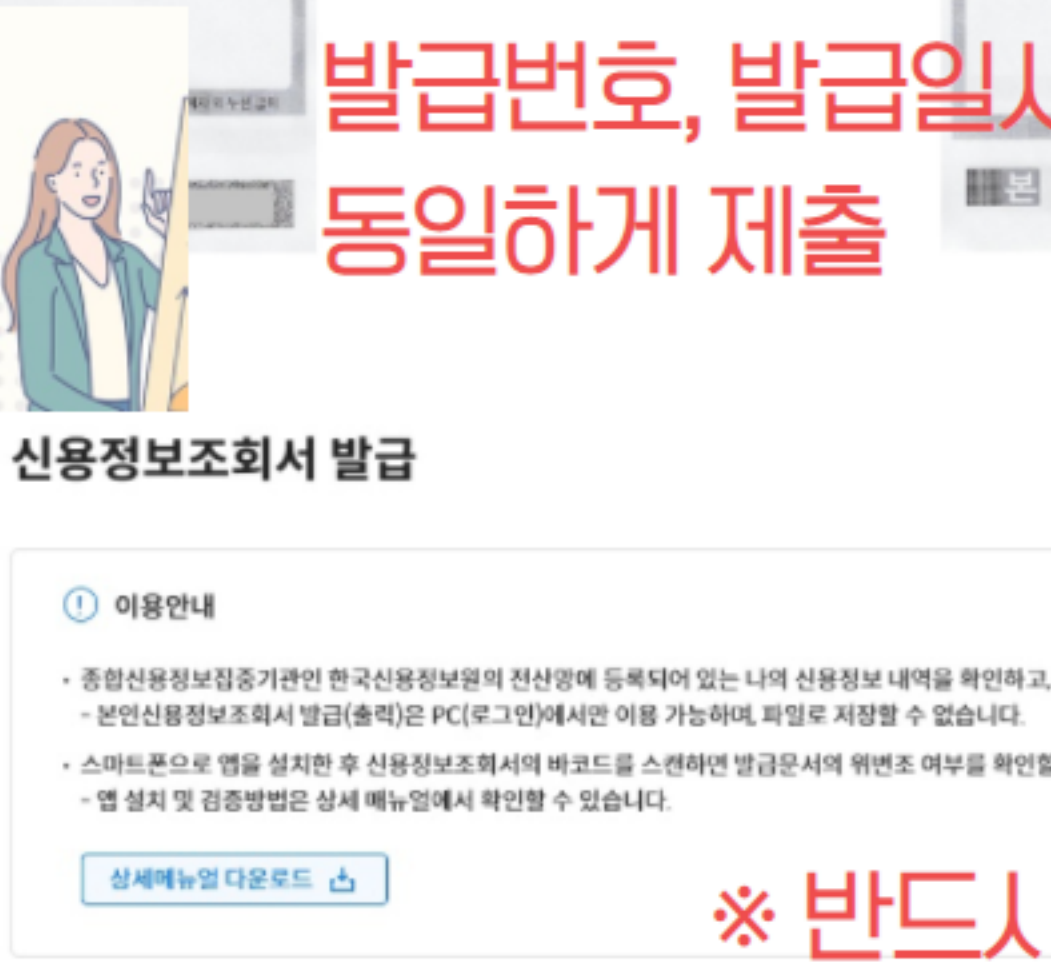 발급번호, 발급일시
동일하게 제출
본
신용정보조회서 발급
이용안내
· 종합신용정보집중기관인 한국신용정보원의 전산망에 등록되어 있는 나의 신용정보 내역을 확인하고,
- 본인신용정보조회서 발급(출력)은 PC(로그인)에서만 이용 가능하며, 파일로 저장할 수 없습니다.
· 스마트폰으로 앱을 설치한 후 신용정보조회서의 바코드를 스캔하면 발급문서의 위변조 여부를 확인할
- 앱 설치 및 검증방법은 상세 매뉴얼에서 확인할 수 있습니다.
상세메뉴얼 다운로드
※ 반드시